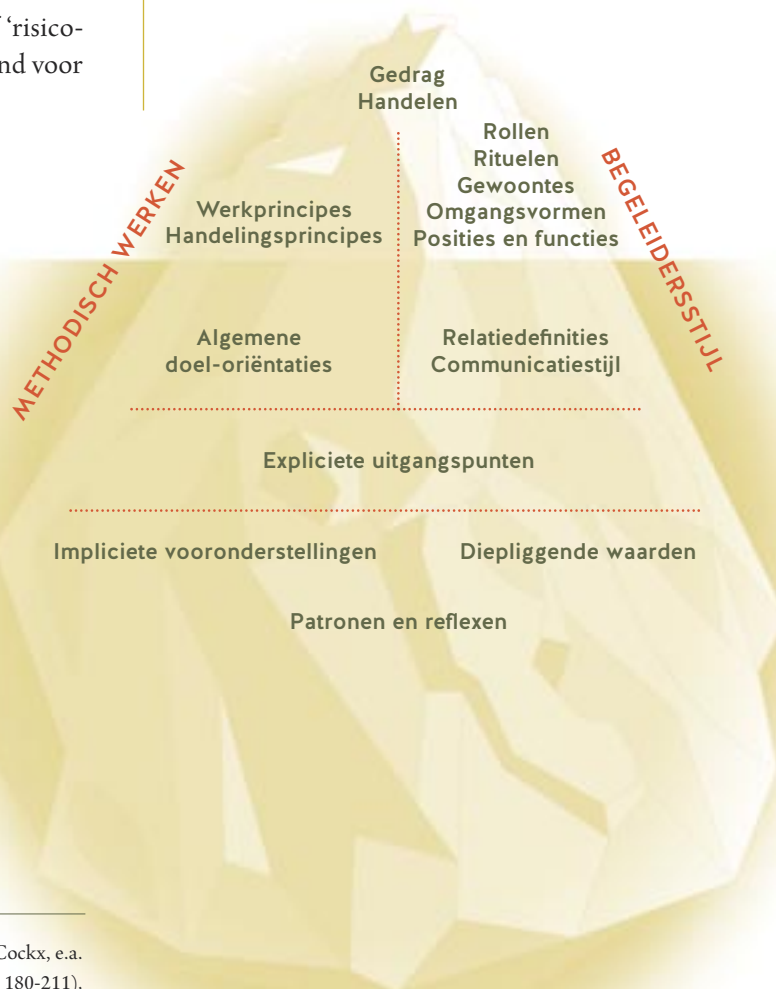 ‘risico-
nd voor
Gedrag
Handelen
Rollen
Rituelen
Gewoontes
Omgangsvormen
Posities en functies
Werkprincipes
Handelingsprincipes
METHODISCH WERKEN
BEGELEIDERSSTIJL
Algemene
doel-oriëntaties
Relatiedefinities
Communicatiestijl
Expliciete uitgangspunten
Impliciete vooronderstellingen
Diepliggende waarden
Patronen en reflexen
Cockx, e.a.
180-211).